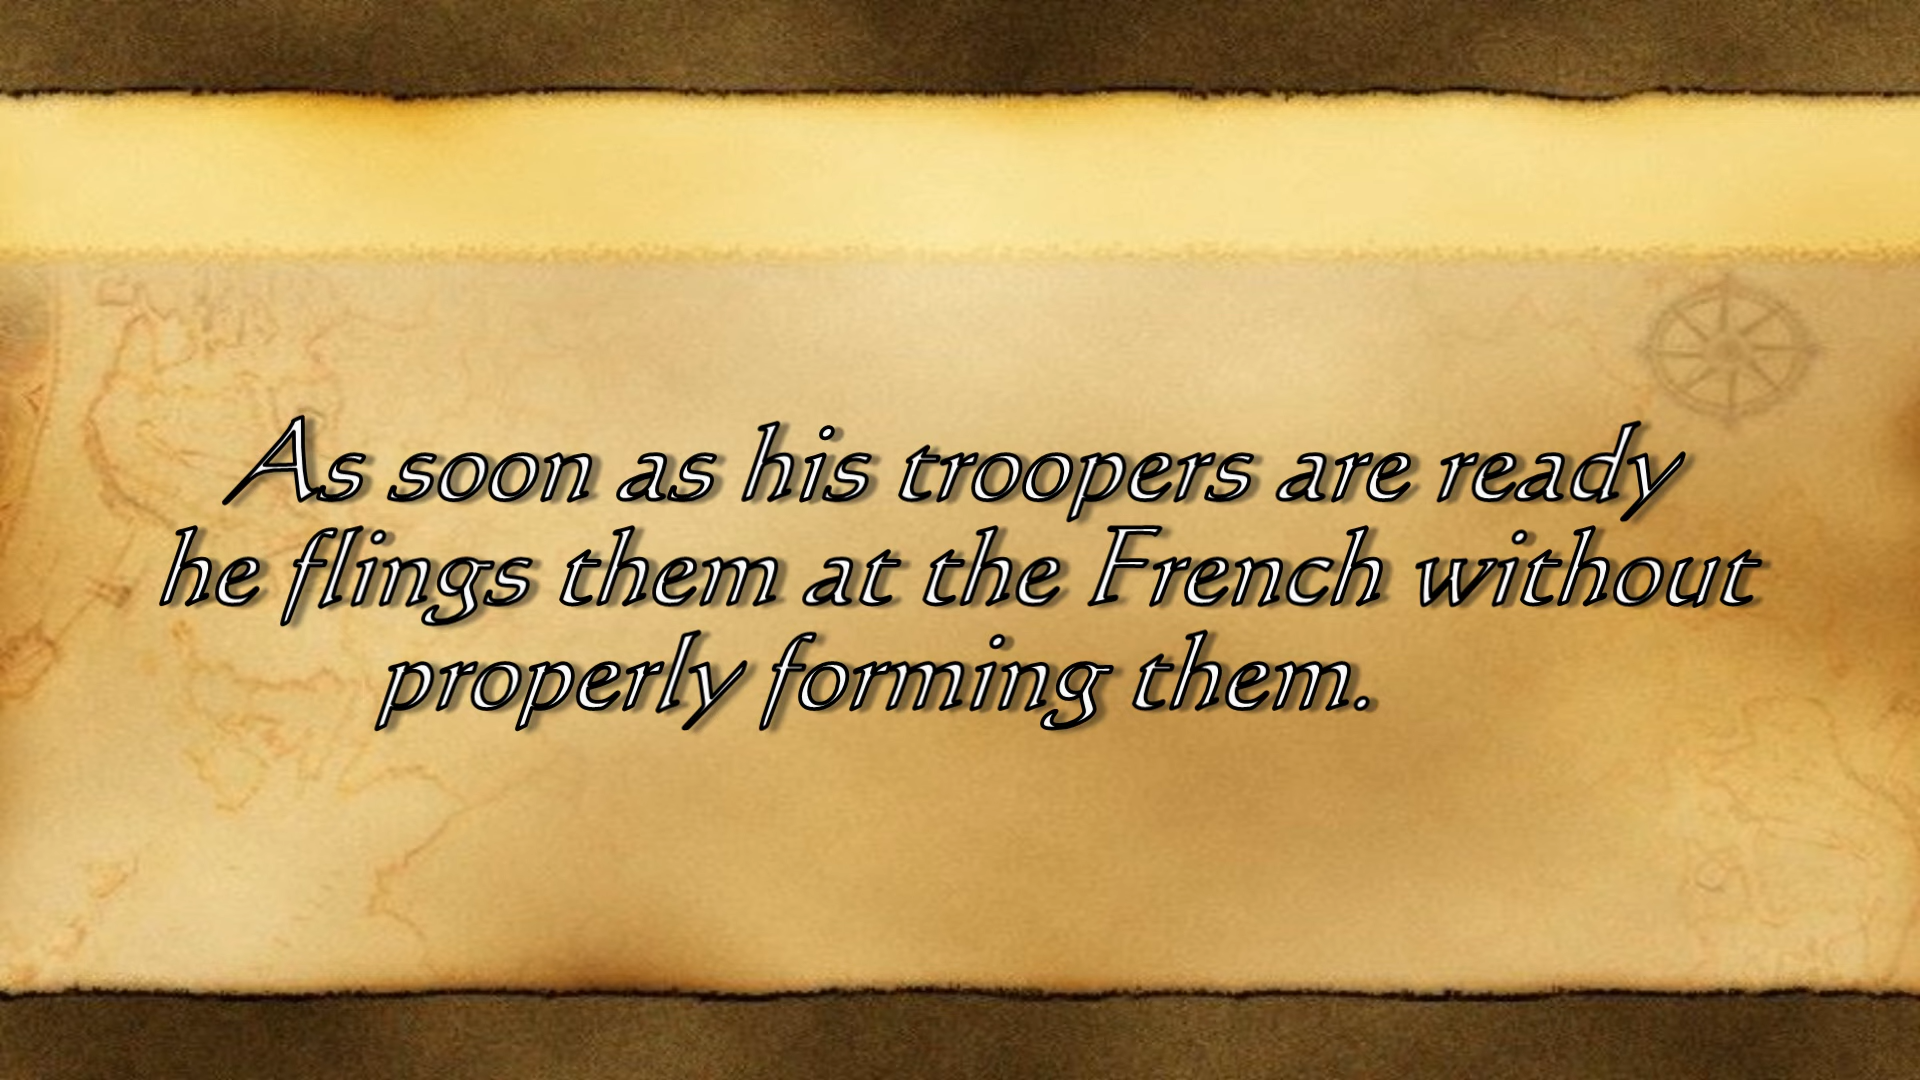 As soon as his troopers are ready
he flings them at the French without
properly forming them.